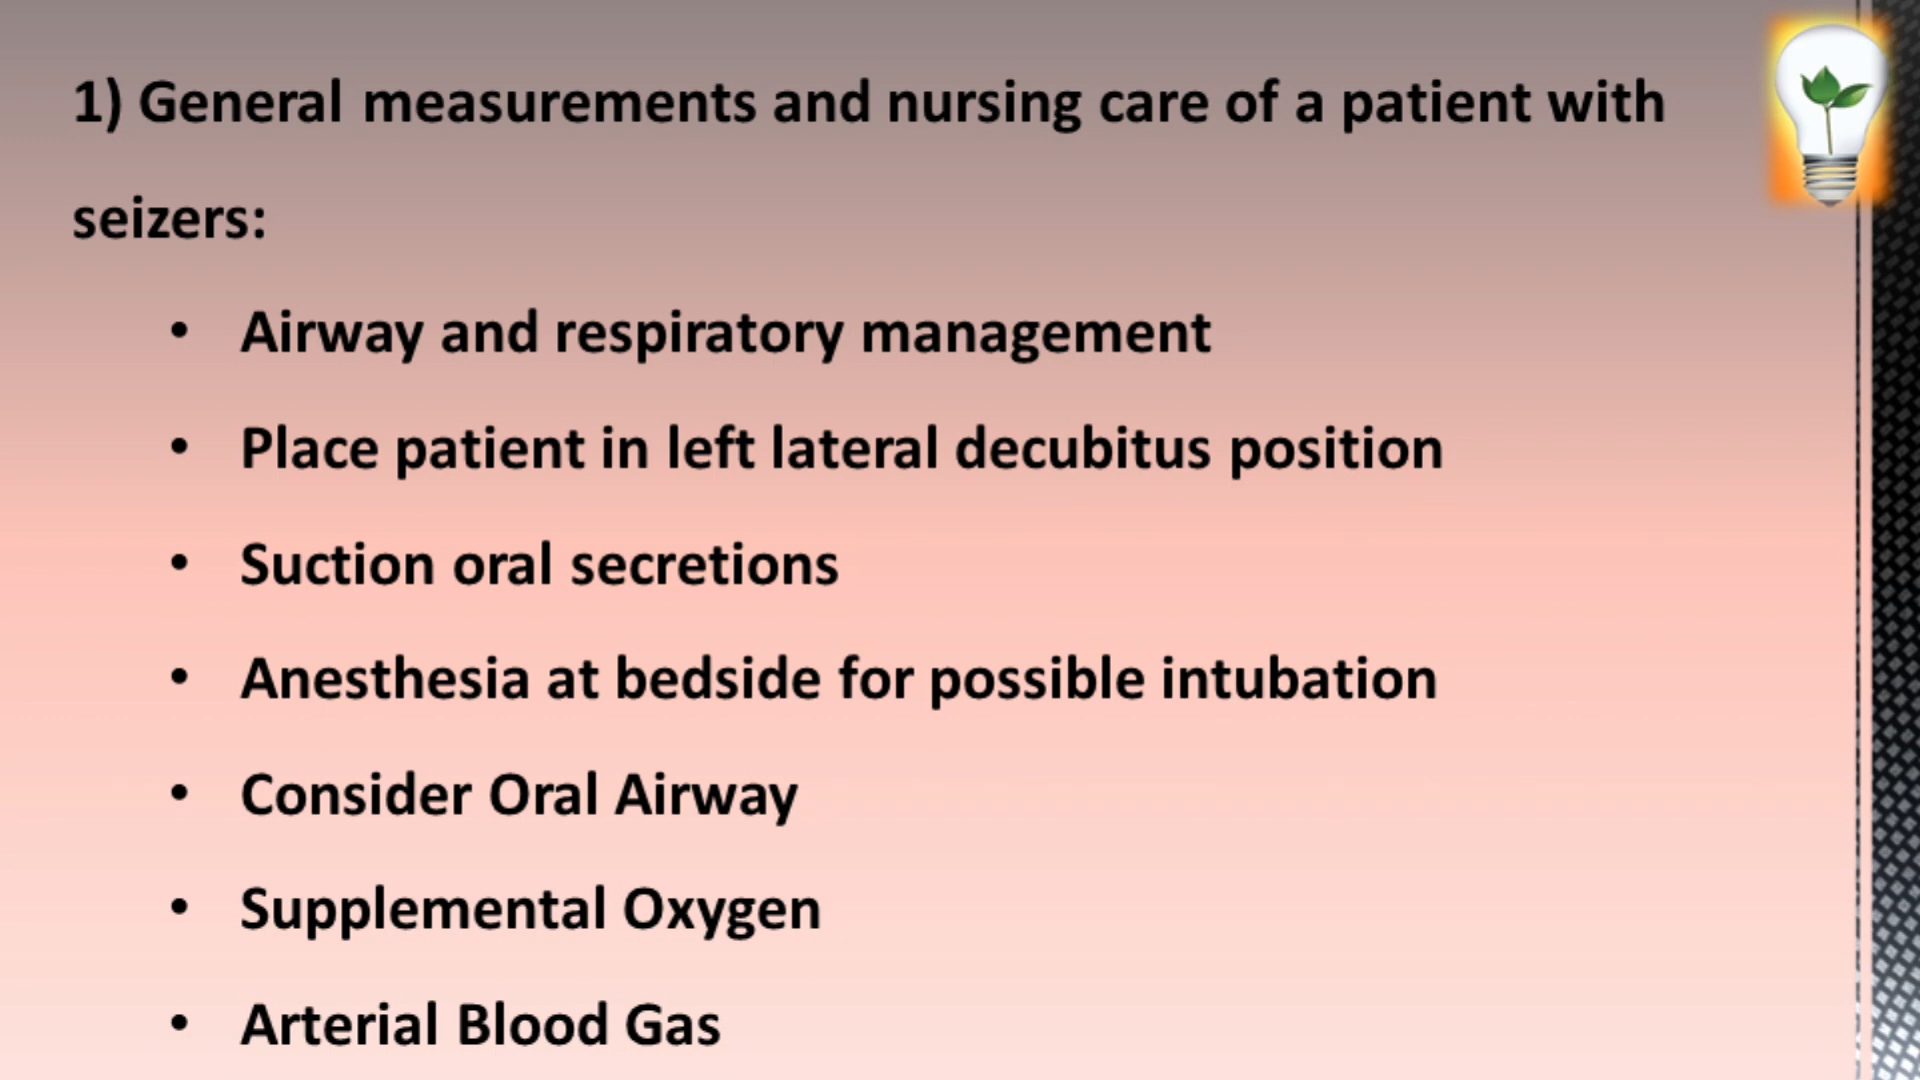 1) General measurements and nursing care of a patient with
seizers:
• Airway and respiratory management
• Place patient in left lateral decubitus position
• Suction oral secretions
• Anesthesia at bedside for possible intubation
• Consider Oral Airway
• Supplemental Oxygen
• Arterial Blood Gas